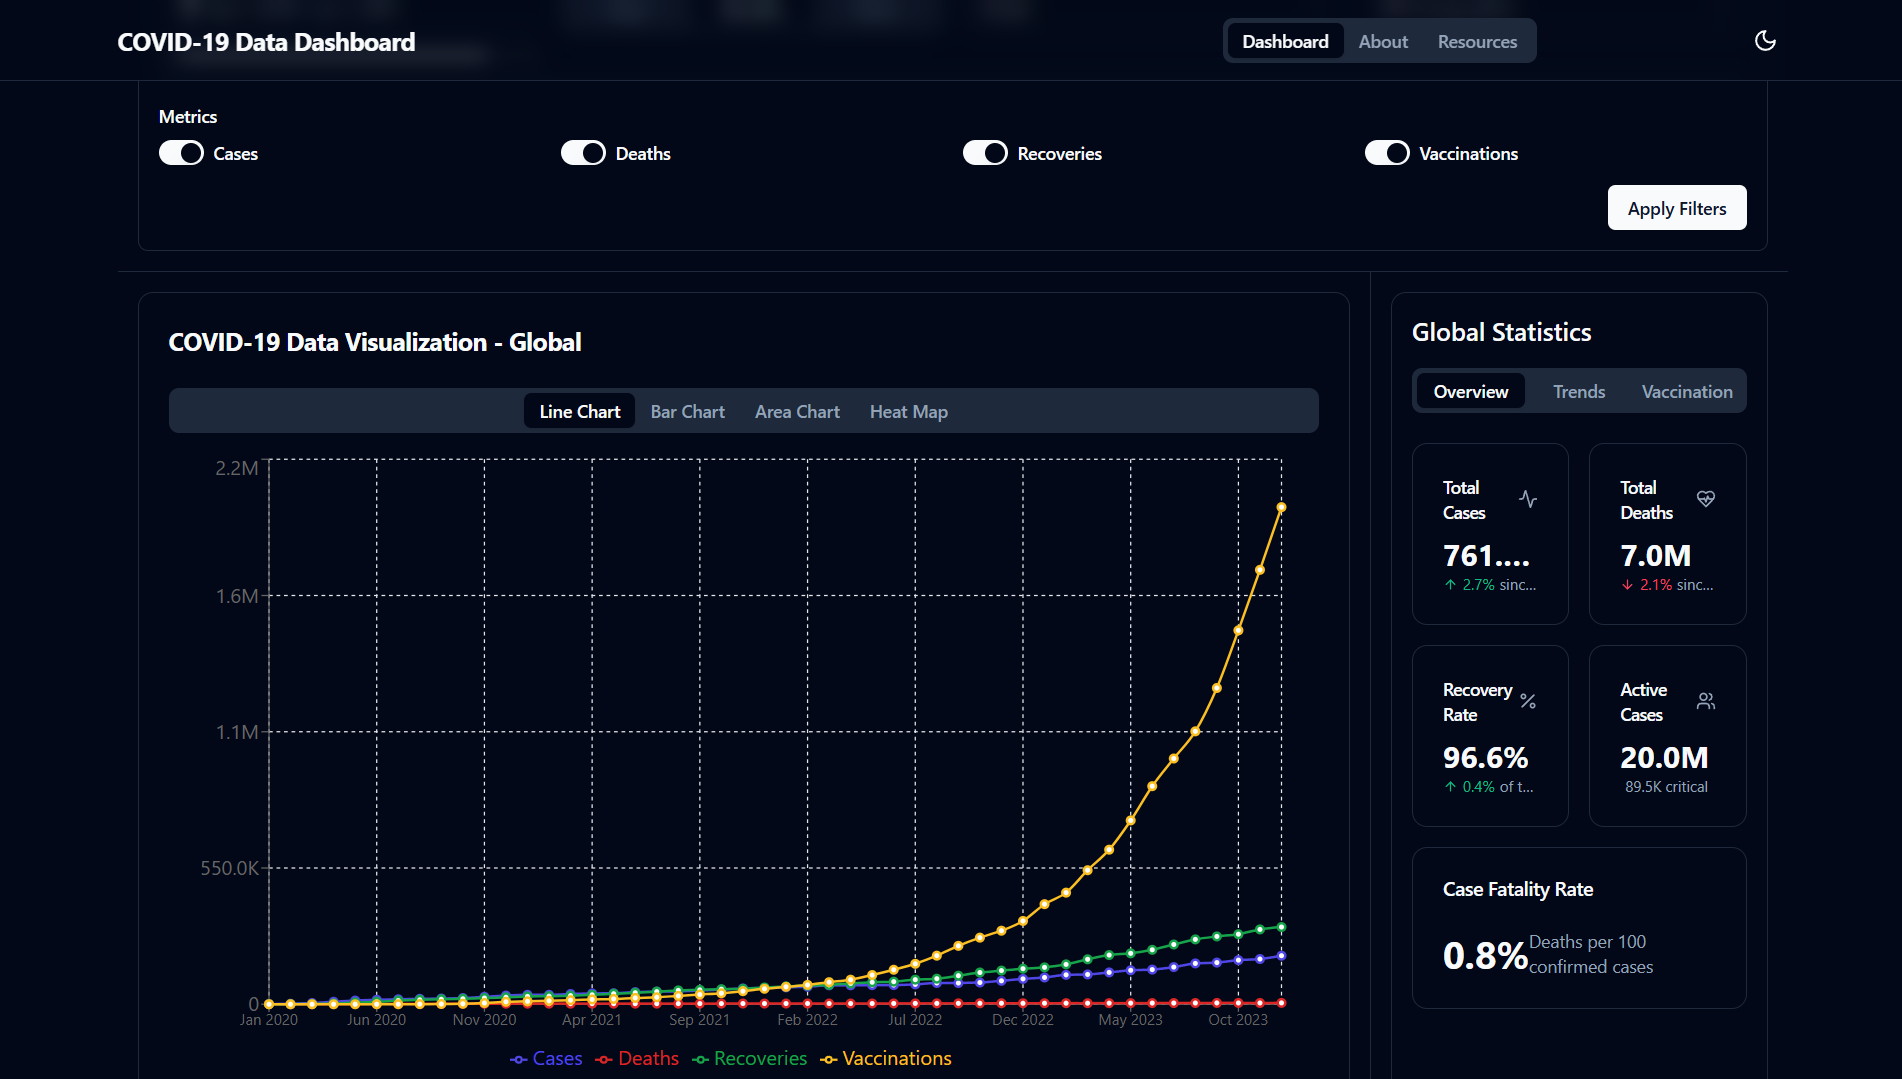 COVID-19 Data Dashboard
Dashboard About Resources
Metrics
Cases Deaths Recoveries Vaccinations
Apply Filters
COVID-19 Data Visualization - Global
Line Chart Bar Chart Area Chart Heat Map
2.2M
1.6M
1.1M
550.0K
0
Jan 2020 Jun 2020 Nov 2020 Apr 2021 Sep 2021 Feb 2022 Jul 2022 Dec 2022 May 2023 Oct 2023
Cases Deaths Recoveries Vaccinations
Global Statistics
Overview Trends Vaccination
Total
Cases
761....
2.7% sinc...
Total
Deaths
7.0M
2.1% sinc...
Recovery
Rate
96.6%
0.4% of t...
Active
Cases
20.0M
89.5K critical
Case Fatality Rate
0.8%
Deaths per 100
confirmed cases